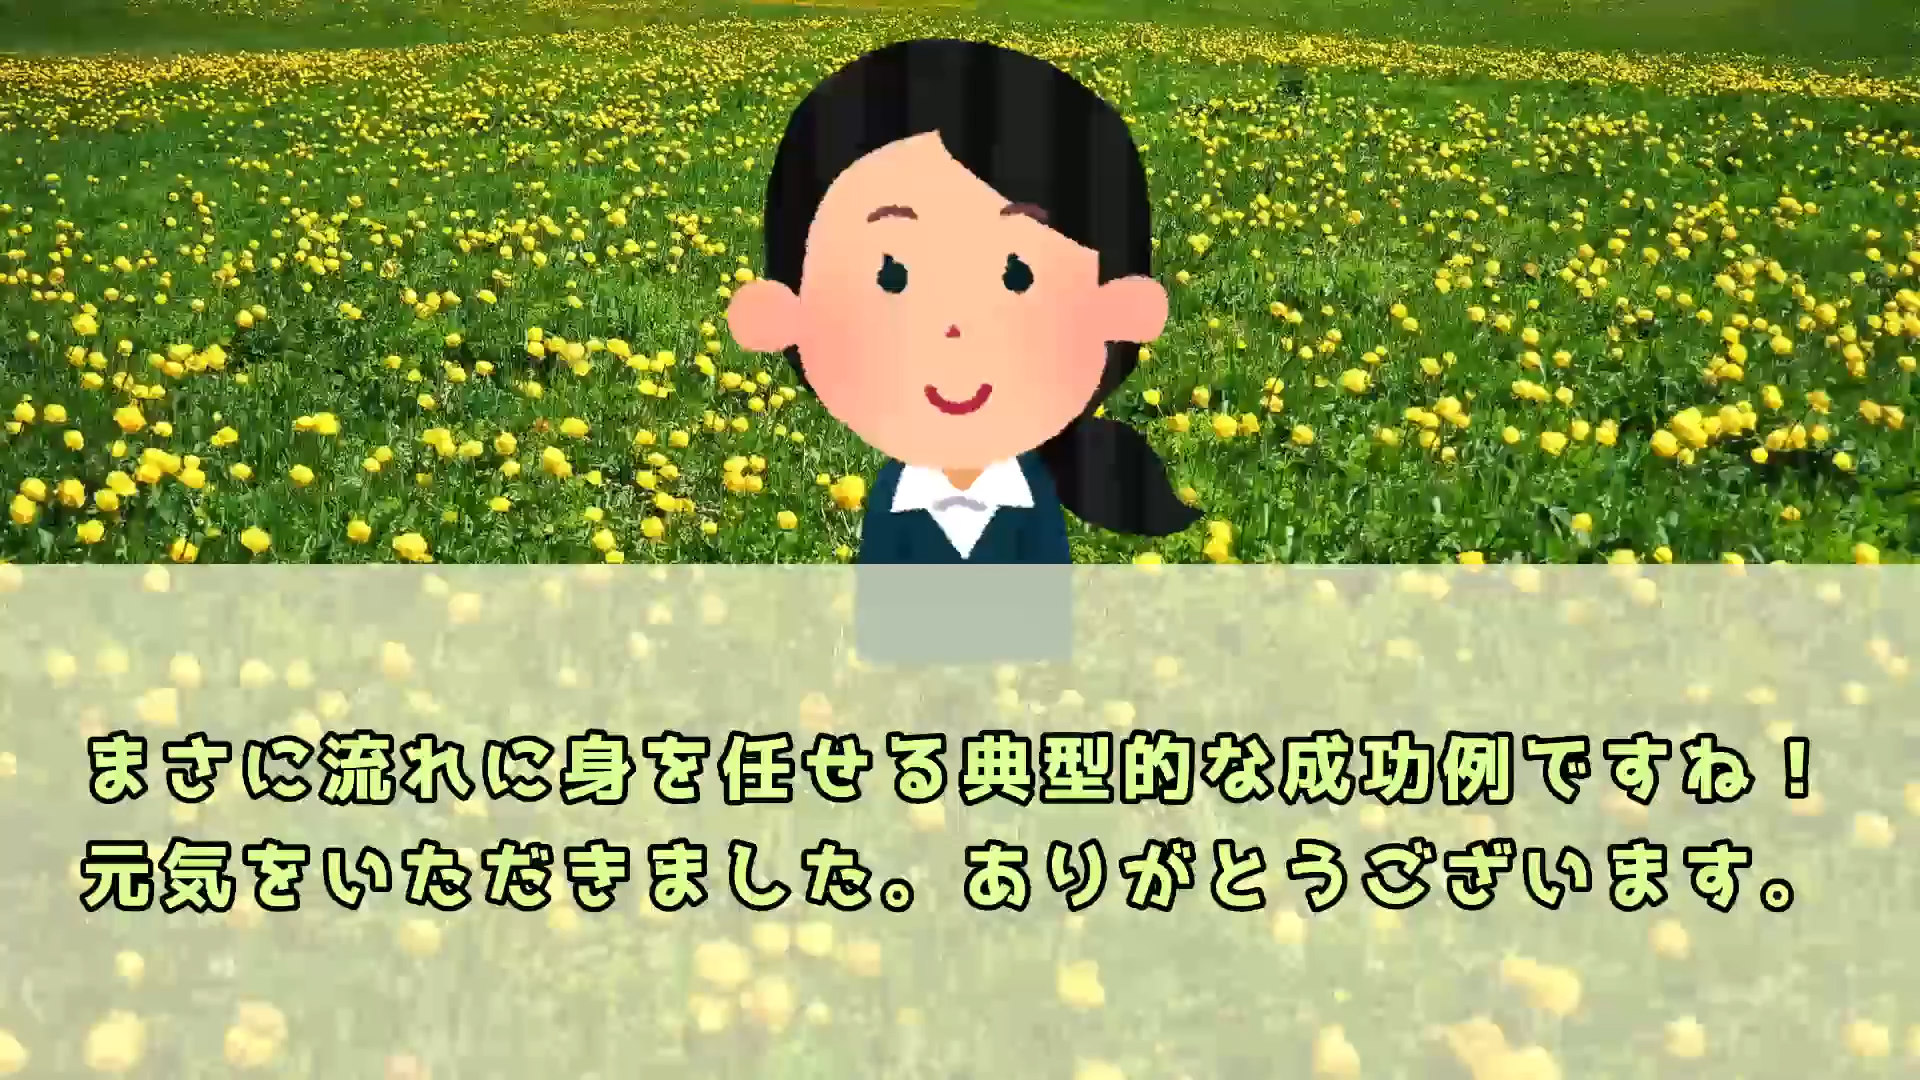 まさに流れに身を任せる典型的な成功例ですね！
元気をいただきました。ありがとうございます。